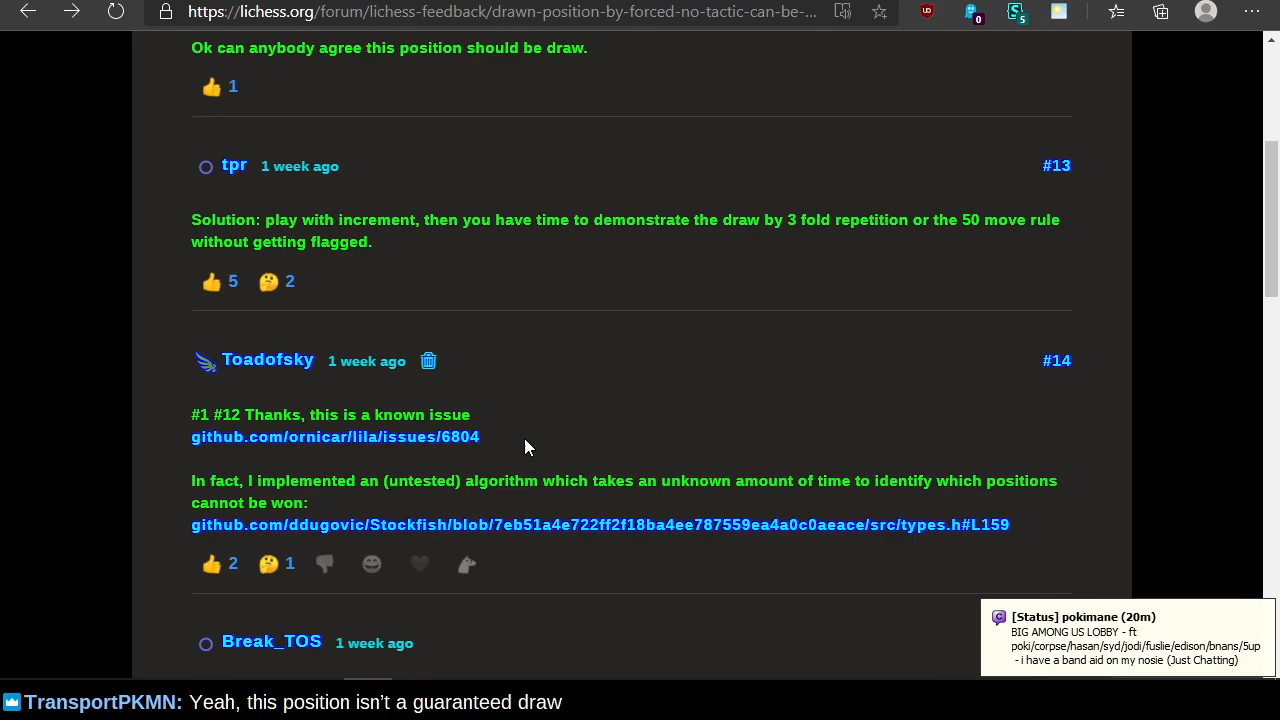 https://lichess.org/forum/lichess-feedback/drawn-position-by-forced-no-tactic-can-be-...
0
5
Ok can anybody agree this position should be draw.
1
tpr 1 week ago #13
Solution: play with increment, then you have time to demonstrate the draw by 3 fold repetition or the 50 move rule
without getting flagged.
5 2
Toadofsky 1 week ago #14
#1 #12 Thanks, this is a known issue
github.com/ornicar/lila/issues/6804
In fact, I implemented an (untested) algorithm which takes an unknown amount of time to identify which positions
cannot be won:
github.com/ddugovic/Stockfish/blob/7eb51a4e722ff2f18ba4ee787559ea4a0c0aeace/src/types.h#L159
2 1
Break_TOS 1 week ago
[Status] pokimane (20m)
BIG AMONG US LOBBY - ft
poki/corpse/hasan/syd/jodi/fuslie/edison/bnans/5up
- i have a band aid on my nosie (Just Chatting)
TransportPKMN: Yeah, this position isn't a guaranteed draw